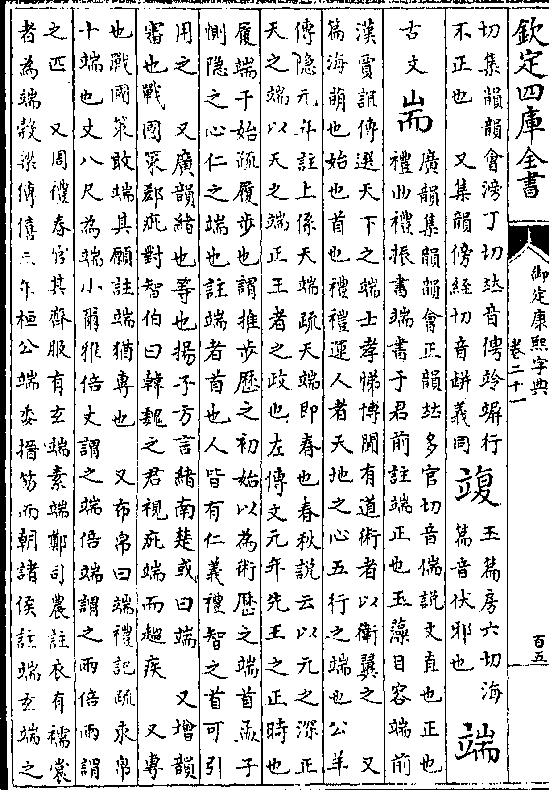 欽定四庫全書
御定康熙字典
卷二十一
百五
切集韻韻會滂丁切𠀤音俜竛竮行
不正也　又集韻傍經切音缾義同
䇐
玉篇房六切海
篇音伏邪也
端
古文
耑
廣韻集韻韻會正韻𠀤多官切音偳說文直也正也
禮曲禮振書端書于君前註端正也玉藻目容端前
漢賈誼傳選天下之端士孝悌博聞有道術者以衛翼之　又
篇海萌也始也首也禮禮運人者天地之心五行之端也公羊
傳隱元年註上係天端疏天端即春也春秋說云以元之深正
天之端以天之端正王者之政也左傳文元年先王之正時也
履端于始疏履步也謂推步歷之初始以為術歷之端首孟子
惻隱之心仁之端也註端者首也人皆有仁義禮智之首可引
用之　又廣韻緒也等也揚子方言緒南楚或曰端　又增韻
審也戰國策郄疵對智伯曰韓魏之君視疵端而趨疾　又專
也戰國策敢端其願註端猶專也　又布帛曰端禮記疏束帛
十端也丈八尺為端小爾雅倍丈謂之端倍端謂之兩倍兩謂
之匹　又周禮春官其齊服有玄端素端鄭司農註衣有襦裳
者為端穀梁傳僖三年桓公端委搢笏而朝諸侯註端玄端之